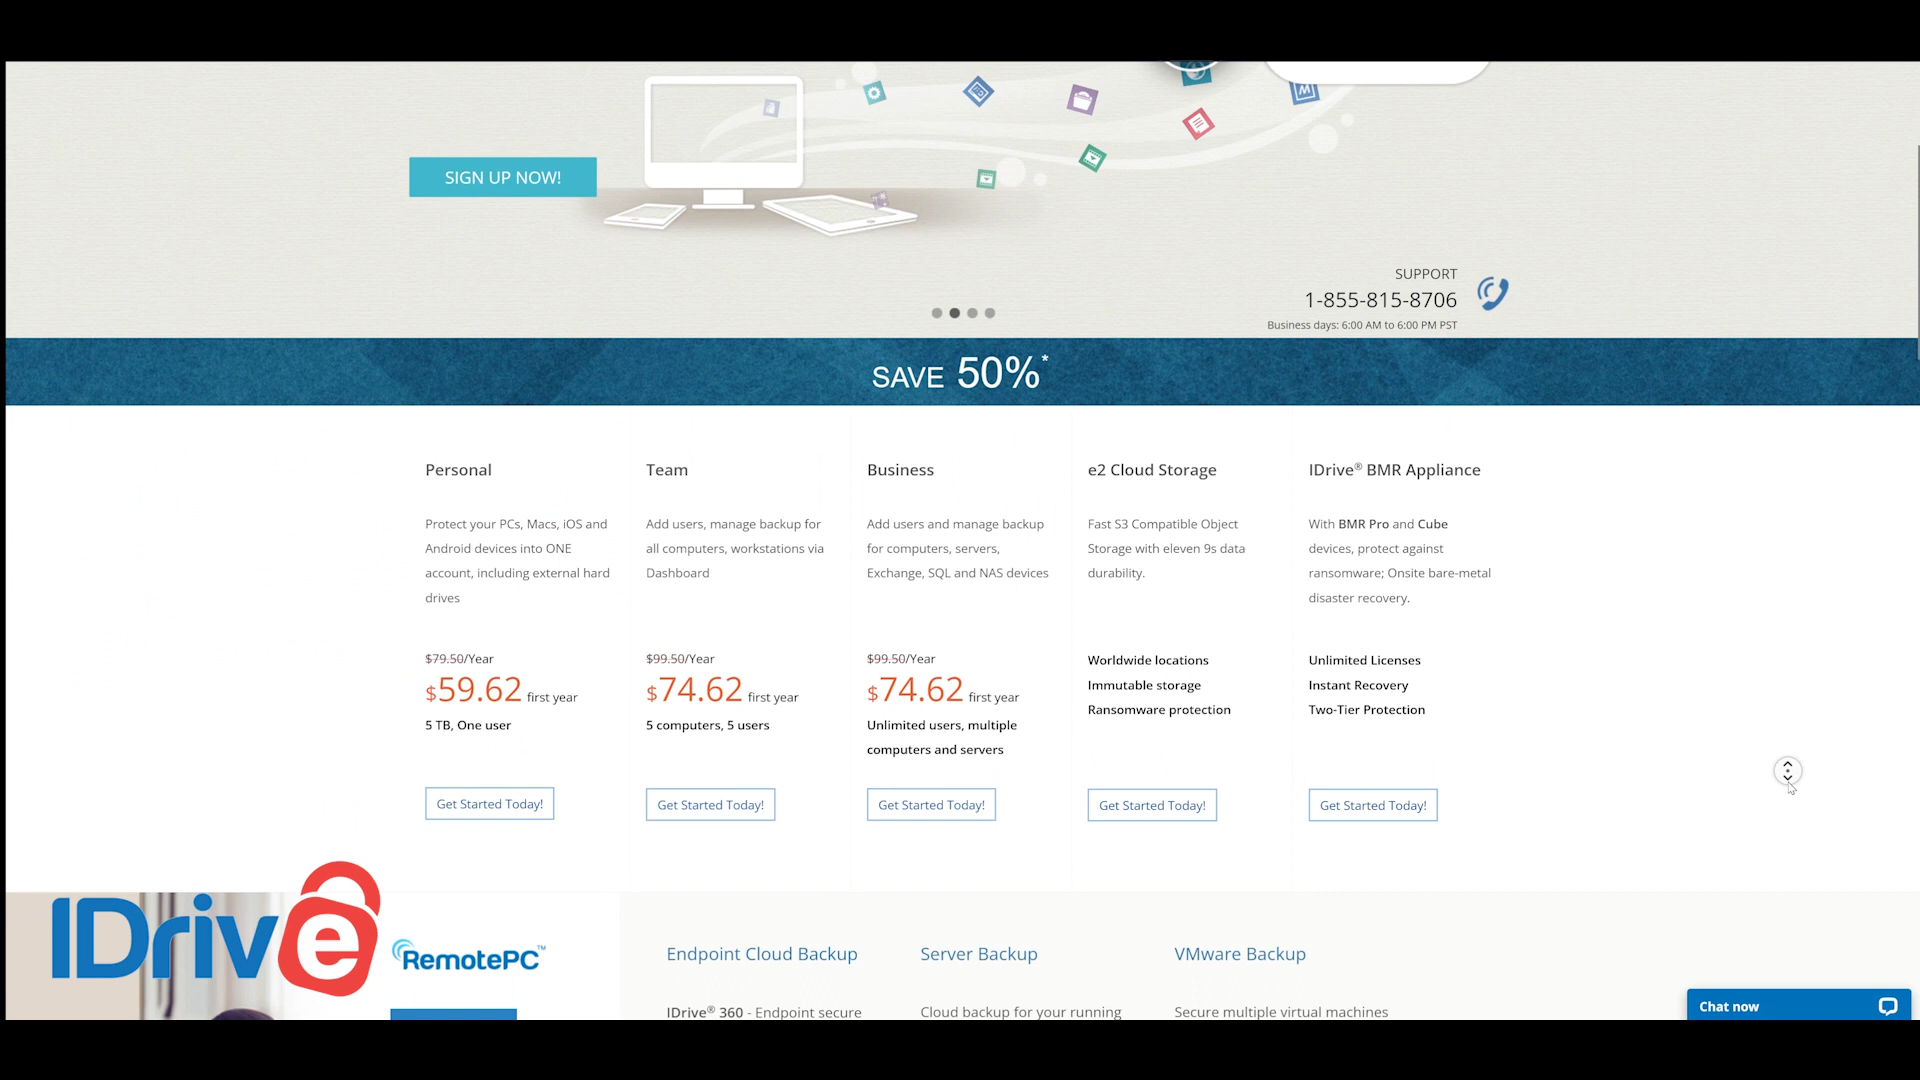 SIGN UP NOW!
SUPPORT
1-855-815-8706
Business days: 6:00 AM to 6:00 PM PST
SAVE 50%*
Personal
Protect your PCs, Macs, iOS and
Android devices into ONE
account, including external hard
drives
$79.50/Year
$59.62 first year
5 TB, One user
Get Started Today!
Team
Add users, manage backup for
all computers, workstations via
Dashboard
$99.50/Year
$74.62 first year
5 computers, 5 users
Get Started Today!
Business
Add users and manage backup
for computers, servers,
Exchange, SQL and NAS devices
$99.50/Year
$74.62 first year
Unlimited users, multiple
computers and servers
Get Started Today!
e2 Cloud Storage
Fast S3 Compatible Object
Storage with eleven 9s data
durability.
Worldwide locations
Immutable storage
Ransomware protection
Get Started Today!
IDrive® BMR Appliance
With BMR Pro and Cube
devices, protect against
ransomware; Onsite bare-metal
disaster recovery.
Unlimited Licenses
Instant Recovery
Two-Tier Protection
Get Started Today!
IDrive
RemotePC™
Endpoint Cloud Backup
IDrive® 360 - Endpoint secure
Server Backup
Cloud backup for your running
VMware Backup
Secure multiple virtual machines
Chat now